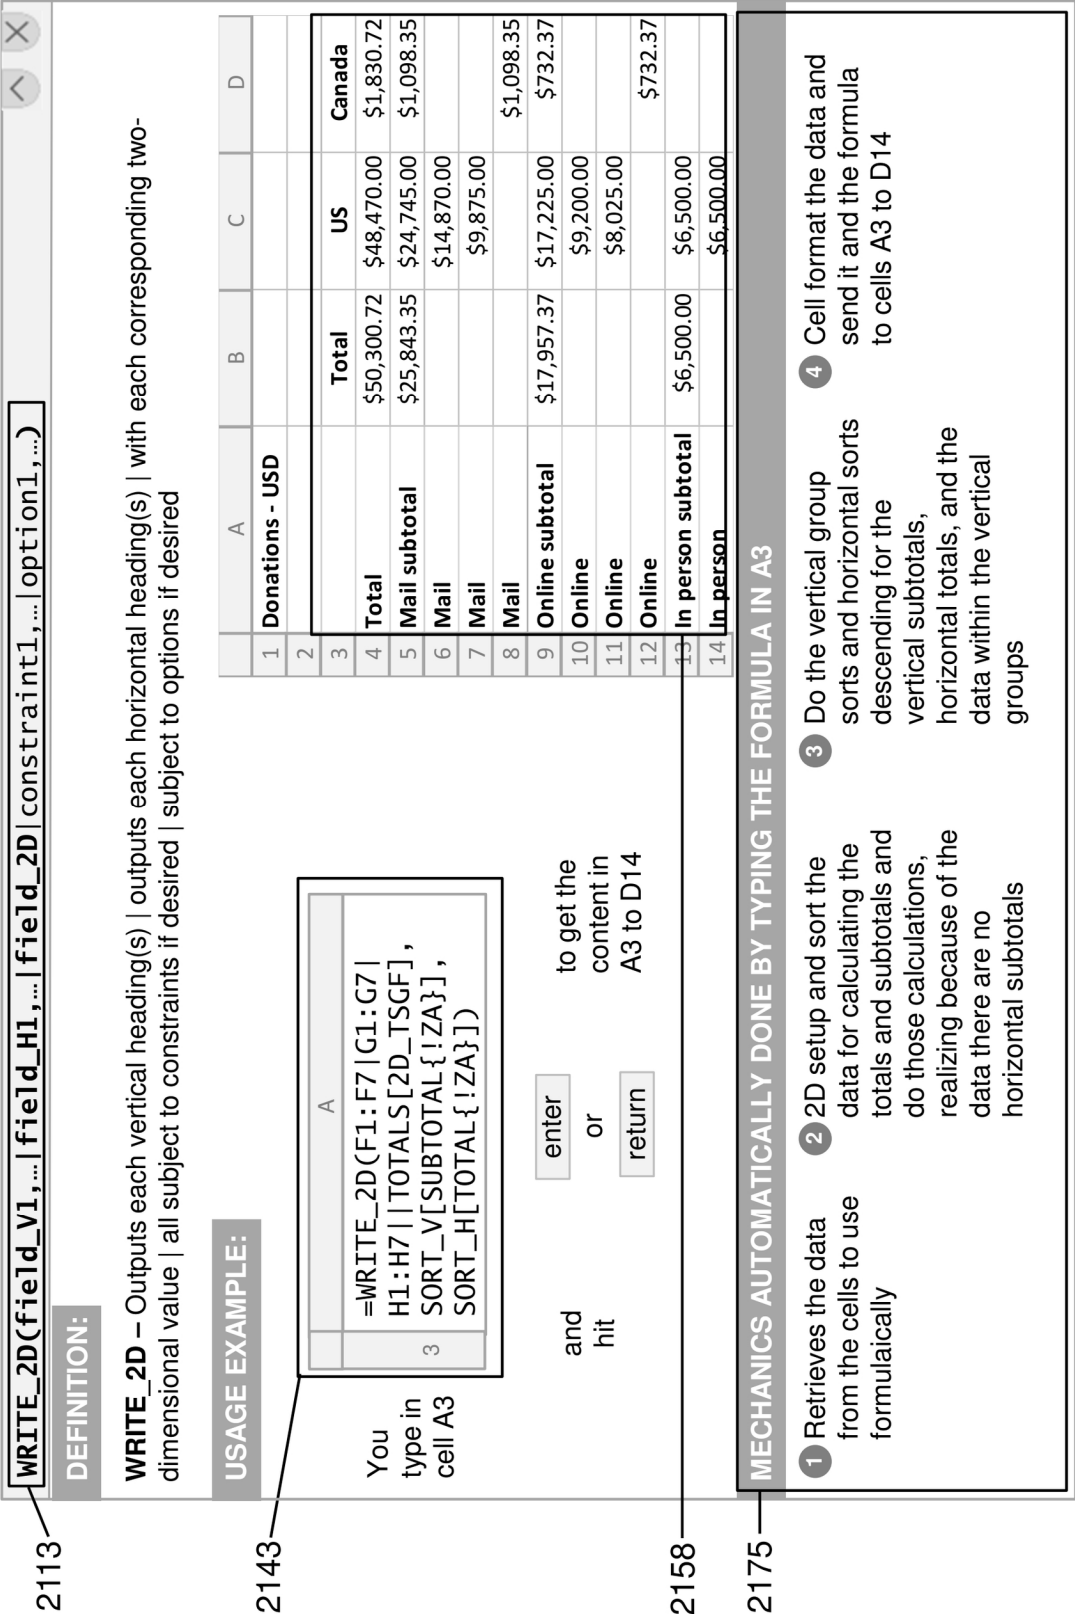 WRITE_2D(field_V1,…|field_H1,…|field_2D|constraint1,…|option1,…)
DEFINITION:
WRITE_2D – Outputs each vertical heading(s) | outputs each horizontal heading(s) | with each corresponding two-
dimensional value | all subject to constraints if desired | subject to options if desired
USAGE EXAMPLE:
You
type in
cell A3
A
3
=WRITE_2D(F1:F7|G1:G7|
H1:H7||TOTALS[2D_TSGF],
SORT_V[SUBTOTAL{!ZA}],
SORT_H[TOTAL{!ZA}])
and
hit
enter
or
return
to get the
content in
A3 to D14
A B C D
1 Donations - USD
2
3 Total US Canada
4 Total $50,300.72 $48,470.00 $1,830.72
5 Mail subtotal $25,843.35 $24,745.00 $1,098.35
6 Mail $14,870.00
7 Mail $9,875.00
8 Mail $1,098.35
9 Online subtotal $17,957.37 $17,225.00 $732.37
10 Online $9,200.00
11 Online $8,025.00
12 Online $732.37
13 In person subtotal $6,500.00 $6,500.00
14 In person $6,500.00
MECHANICS AUTOMATICALLY DONE BY TYPING THE FORMULA IN A3
1 Retrieves the data
from the cells to use
formulaically
2 2D setup and sort the
data for calculating the
totals and subtotals and
do those calculations,
realizing because of the
data there are no
horizontal subtotals
3 Do the vertical group
sorts and horizontal sorts
descending for the
vertical subtotals,
horizontal totals, and the
data within the vertical
groups
4 Cell format the data and
send it and the formula
to cells A3 to D14
2113
2143
2158
2175